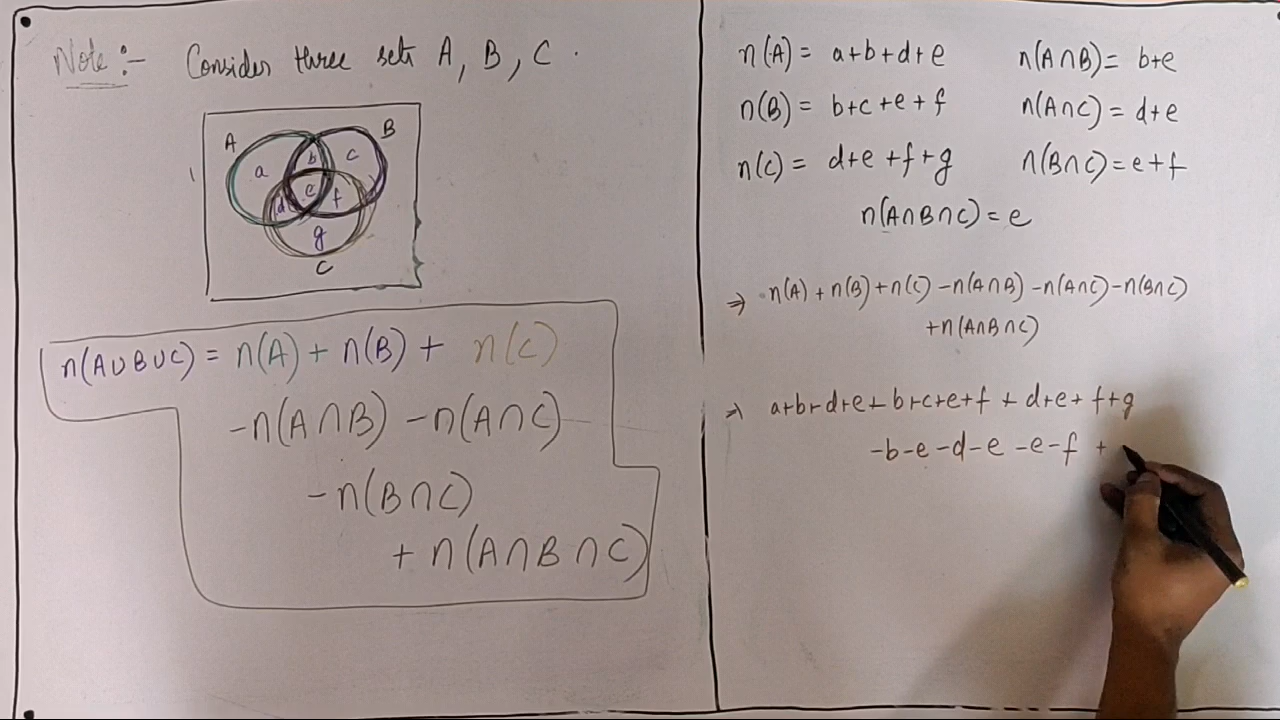 Note :- Consider three sets A, B, C .
A
B
a
b
c
d
e
f
g
C
n(A∪B∪C) = n(A) + n(B) + n(C)
-n(A∩B) -n(A∩C)
-n(B∩C)
+ n(A∩B∩C)
n(A) = a+b+d+e n(A∩B) = b+e
n(B) = b+c+e+f n(A∩C) = d+e
n(C) = d+e+f+g n(B∩C) = e+f
n(A∩B∩C) = e
⇒ n(A) + n(B) + n(C) -n(A∩B) -n(A∩C) -n(B∩C)
+n(A∩B∩C)
⇒ a+b+d+e+b+c+e+f + d+e+f+g
-b-e-d-e-e-f +